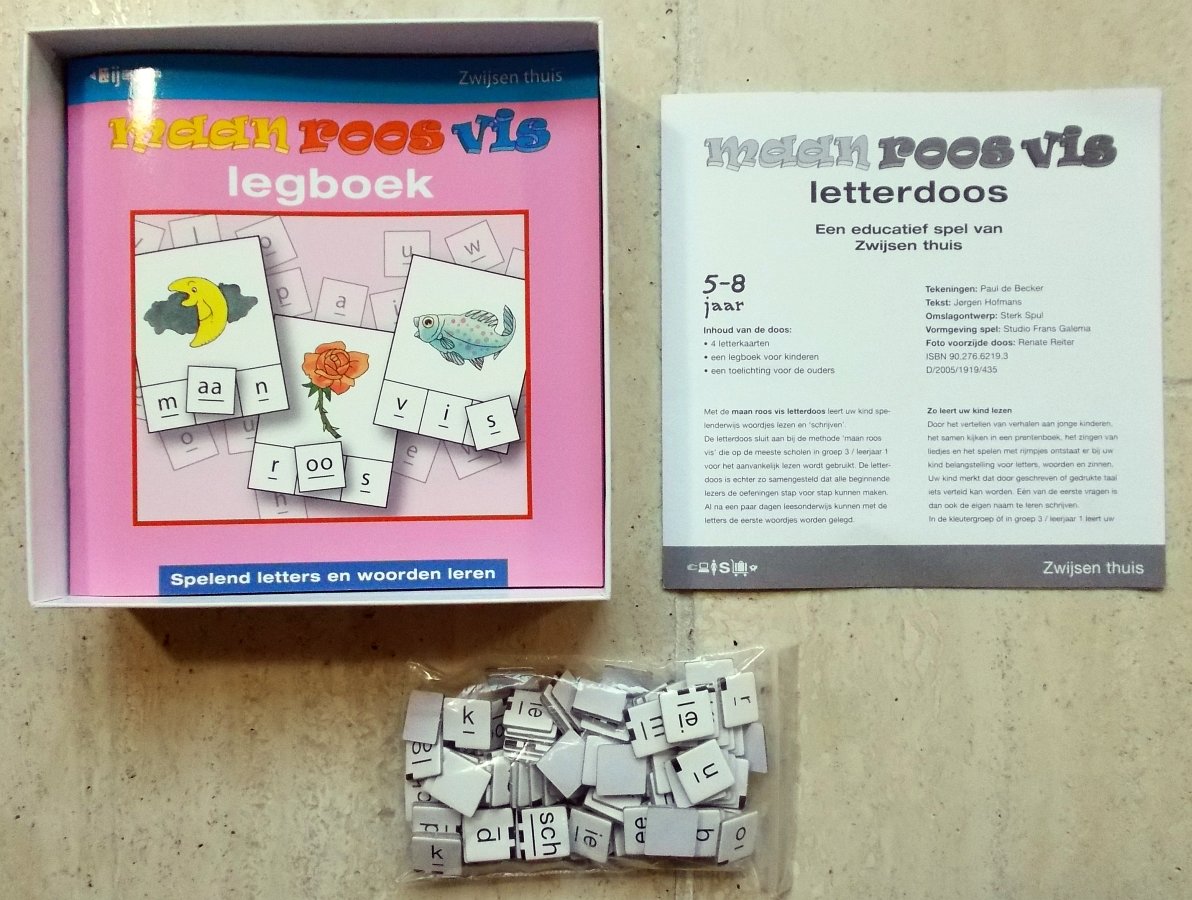 ij
Zwijsen thuis
maan roos vis
legboek
l
o
u
w
p
a
i
m
aa
n
r
oo
s
v
i
s
o
u
e
n
Spelend letters en woorden leren
maan roos vis
letterdoos
Een educatief spel van
Zwijsen thuis
5-8
jaar
Inhoud van de doos:
• 4 letterkaarten
• een legboek voor kinderen
• een toelichting voor de ouders
Tekeningen: Paul de Becker
Tekst: Jørgen Hofmans
Omslagontwerp: Sterk Spul
Vormgeving spel: Studio Frans Galema
Foto voorzijde doos: Renate Reiter
ISBN 90.276.6219.3
D/2005/1919/435
Met de maan roos vis letterdoos leert uw kind spe-
lenderwijs woordjes lezen en 'schrijven'.
De letterdoos sluit aan bij de methode 'maan roos
vis' die op de meeste scholen in groep 3 / leerjaar 1
voor het aanvankelijk lezen wordt gebruikt. De letter-
doos is echter zo samengesteld dat alle beginnende
lezers de oefeningen stap voor stap kunnen maken.
Al na een paar dagen leesonderwijs kunnen met de
letters de eerste woordjes worden gelegd.
Zo leert uw kind lezen
Door het vertellen van verhalen aan jonge kinderen,
het samen kijken in een prentenboek, het zingen van
liedjes en het spelen met rijmpjes ontstaat er bij uw
kind belangstelling voor letters, woorden en zinnen.
Uw kind merkt dat door geschreven of gedrukte taal
iets verteld kan worden. Eén van de eerste vragen is
dan ook de eigen naam te leren schrijven.
In de kleutergroep óf in groep 3 / leerjaar 1 leert uw
s
Zwijsen thuis
k
ie
m
ei
r
u
d
sch
ie
ee
k